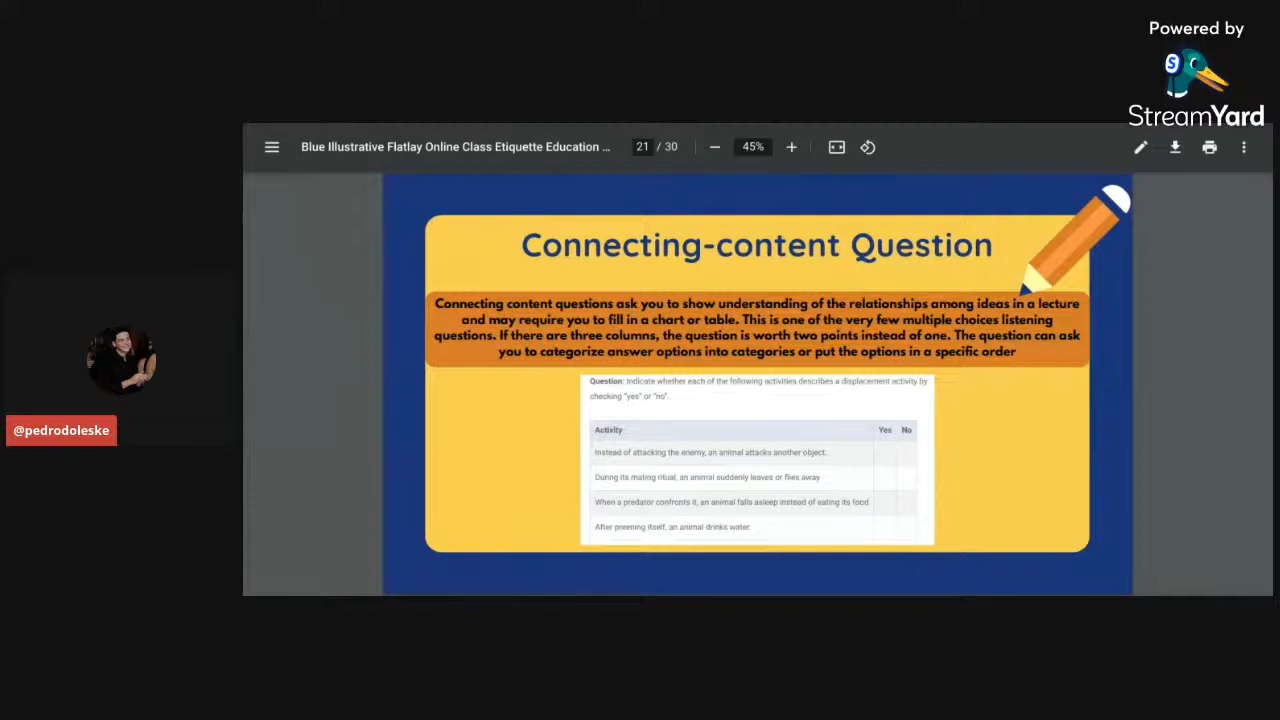 Powered by
S
StreamYard
Blue Illustrative Flatlay Online Class Etiquette Education ...
21 / 30
45%
Connecting-content Question
Connecting content questions ask you to show understanding of the relationships among ideas in a lecture
and may require you to fill in a chart or table. This is one of the very few multiple choices listening
questions. If there are three columns, the question is worth two points instead of one. The question can ask
you to categorize answer options into categories or put the options in a specific order
Question: Indicate whether each of the following activities describes a displacement activity by
checking "yes" or "no".
Activity Yes No
Instead of attacking the enemy, an animal attacks another object.
During its mating ritual, an animal suddenly leaves or flies away
When a predator confronts it, an animal falls asleep instead of eating its food
After preening itself, an animal drinks water.
@pedrodoleske